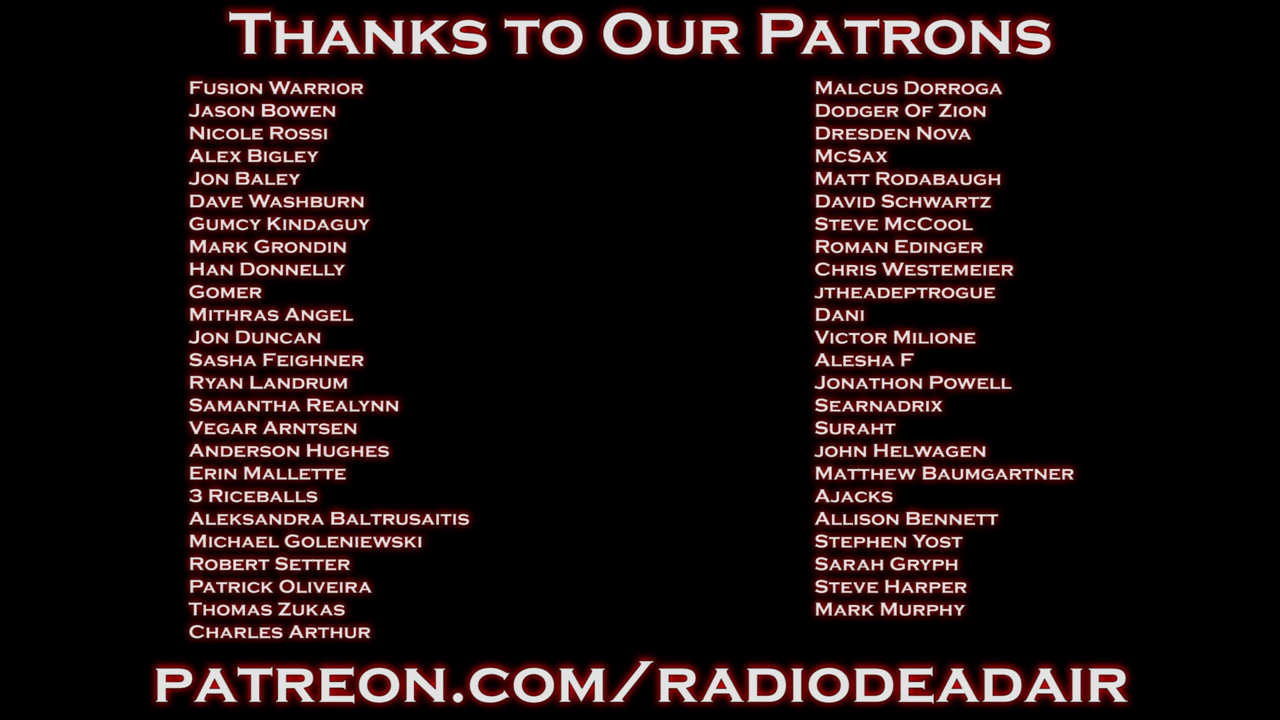 Thanks to Our Patrons
Fusion Warrior
Jason Bowen
Nicole Rossi
Alex Bigley
Jon Baley
Dave Washburn
Gumcy Kindaguy
Mark Grondin
Han Donnelly
Gomer
Mithras Angel
Jon Duncan
Sasha Feighner
Ryan Landrum
Samantha Realynn
Vegar Arntsen
Anderson Hughes
Erin Mallette
3 Riceballs
Aleksandra Baltrusaitis
Michael Goleniewski
Robert Setter
Patrick Oliveira
Thomas Zukas
Charles Arthur
Malcus Dorroga
Dodger Of Zion
Dresden Nova
McSax
Matt Rodabaugh
David Schwartz
Steve McCool
Roman Edinger
Chris Westemeier
jtheadeptrogue
Dani
Victor Milione
Alesha F
Jonathon Powell
Searnadrix
Suraht
john Helwagen
Matthew Baumgartner
Ajacks
Allison Bennett
Stephen Yost
Sarah Gryph
Steve Harper
Mark Murphy
patreon.com/radiodeadair